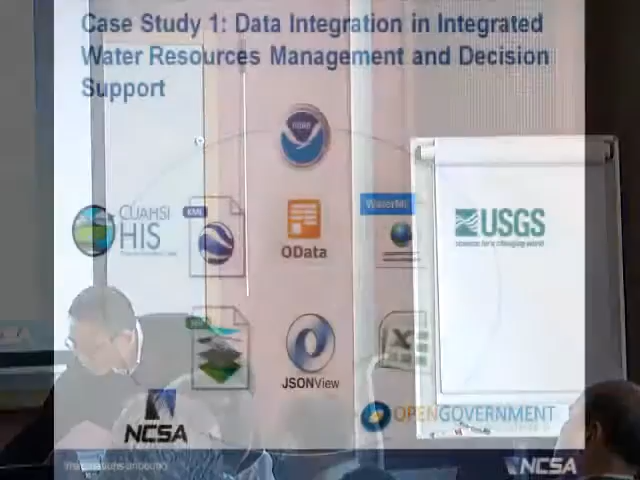 Case Study 1: Data Integration in Integrated
Water Resources Management and Decision
Support
NOAA
CUAHSI
HIS
KML
OData
WaterML
USGS
science for a changing world
JSONView
NCSA
OPENGOVERNMENT
NCSA